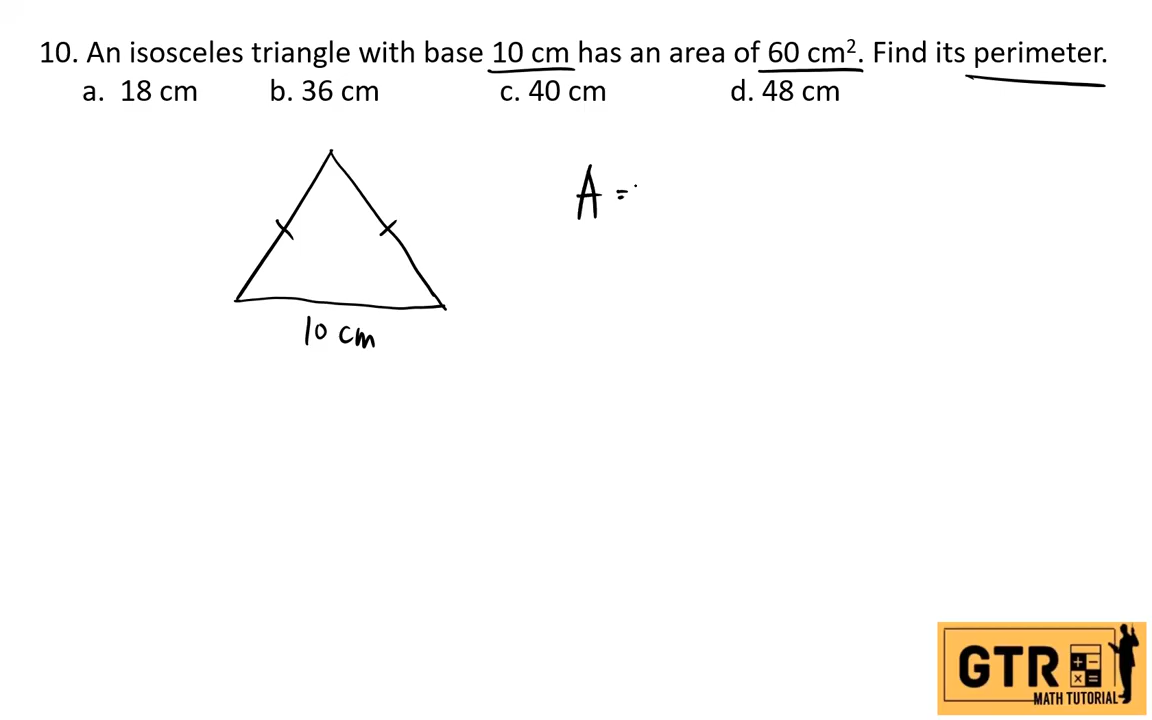 10. An isosceles triangle with base 10 cm has an area of 60 cm². Find its perimeter.
a. 18 cm b. 36 cm c. 40 cm d. 48 cm
A =
10 cm
GTR
MATH TUTORIAL